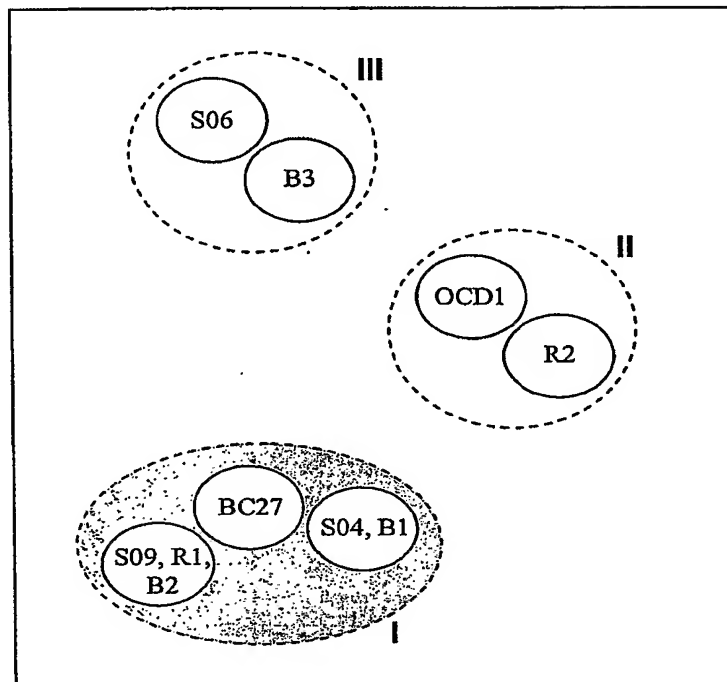 III
S06
B3
II
OCD1
R2
BC27
S04, B1
S09, R1,
B2
I